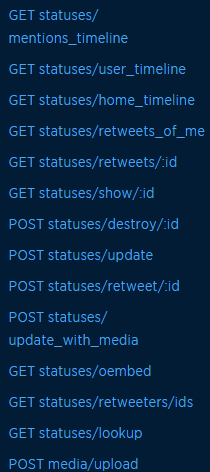 GET statuses/
mentions_timeline
GET statuses/user_timeline
GET statuses/home_timeline
GET statuses/retweets_of_me
GET statuses/retweets/:id
GET statuses/show/:id
POST statuses/destroy/:id
POST statuses/update
POST statuses/retweet/:id
POST statuses/
update_with_media
GET statuses/oembed
GET statuses/retweeters/ids
GET statuses/lookup
POST media/upload